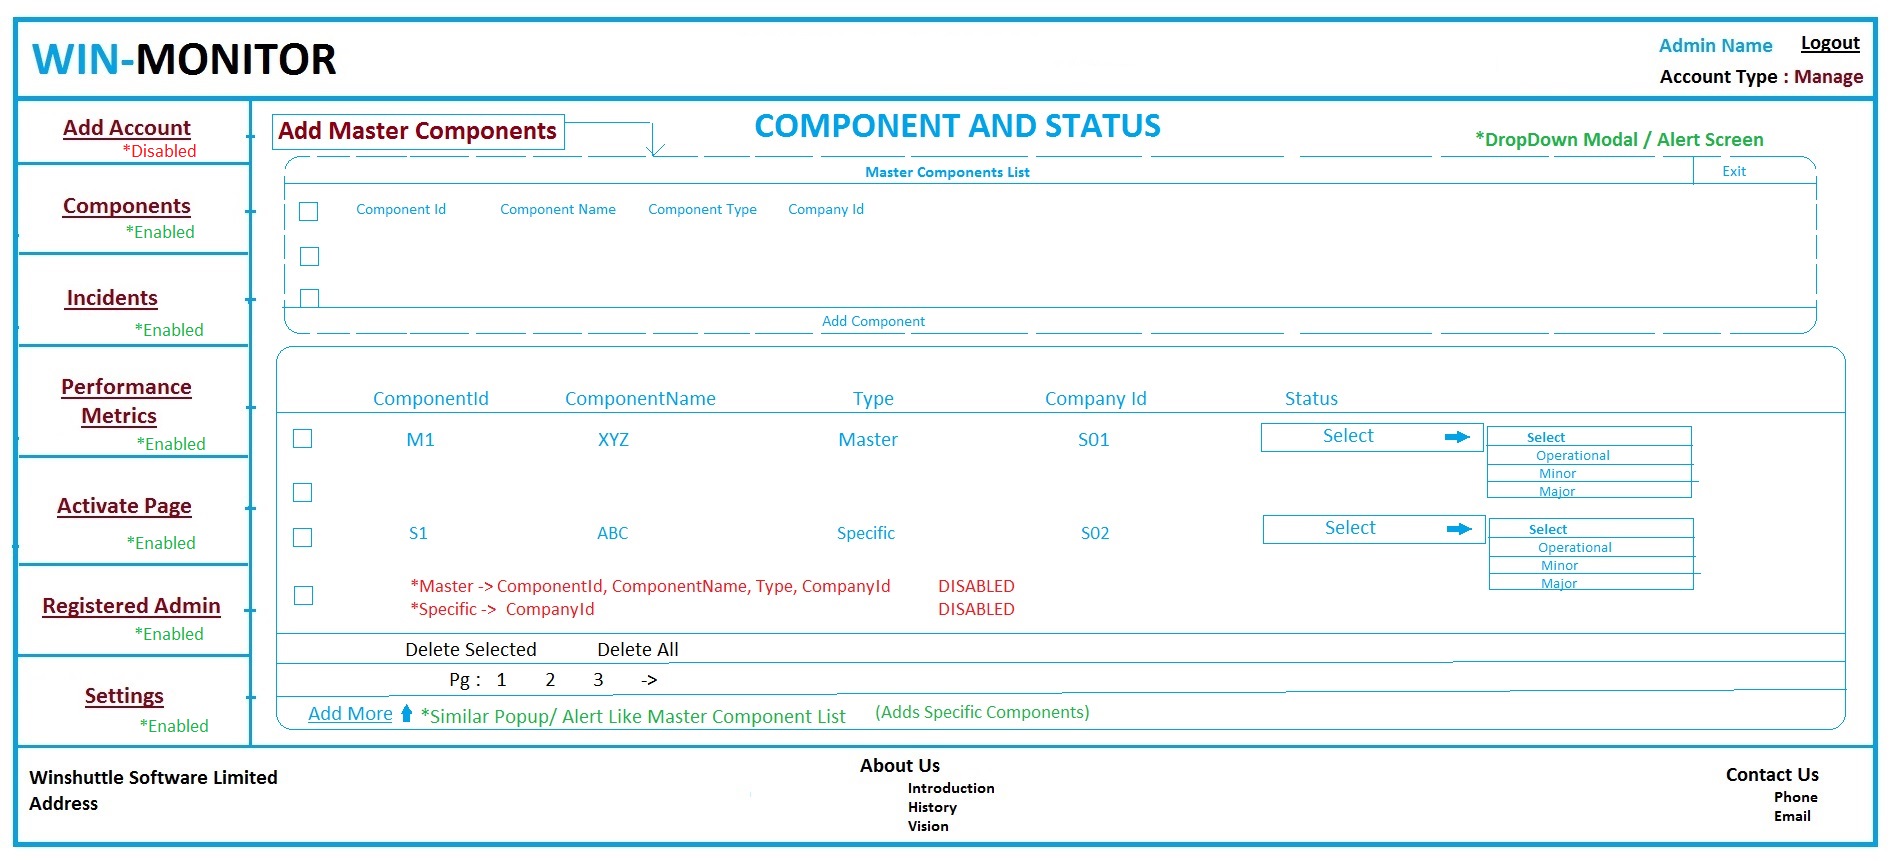 WIN-MONITOR
Admin Name Logout
Account Type : Manage
Add Account
*Disabled
Components
*Enabled
Incidents
*Enabled
Performance
Metrics
*Enabled
Activate Page
*Enabled
Registered Admin
*Enabled
Settings
*Enabled
Add Master Components
COMPONENT AND STATUS
*DropDown Modal / Alert Screen
Master Components List Exit
Component Id Component Name Component Type Company Id
Add Component
ComponentId ComponentName Type Company Id Status
M1 XYZ Master S01 Select
Select
Operational
Minor
Major
S1 ABC Specific S02 Select
Select
Operational
Minor
Major
*Master -> ComponentId, ComponentName, Type, CompanyId DISABLED
*Specific -> CompanyId DISABLED
Delete Selected Delete All
Pg : 1 2 3 ->
Add More *Similar Popup/ Alert Like Master Component List (Adds Specific Components)
Winshuttle Software Limited
Address
About Us
Introduction
History
Vision
Contact Us
Phone
Email